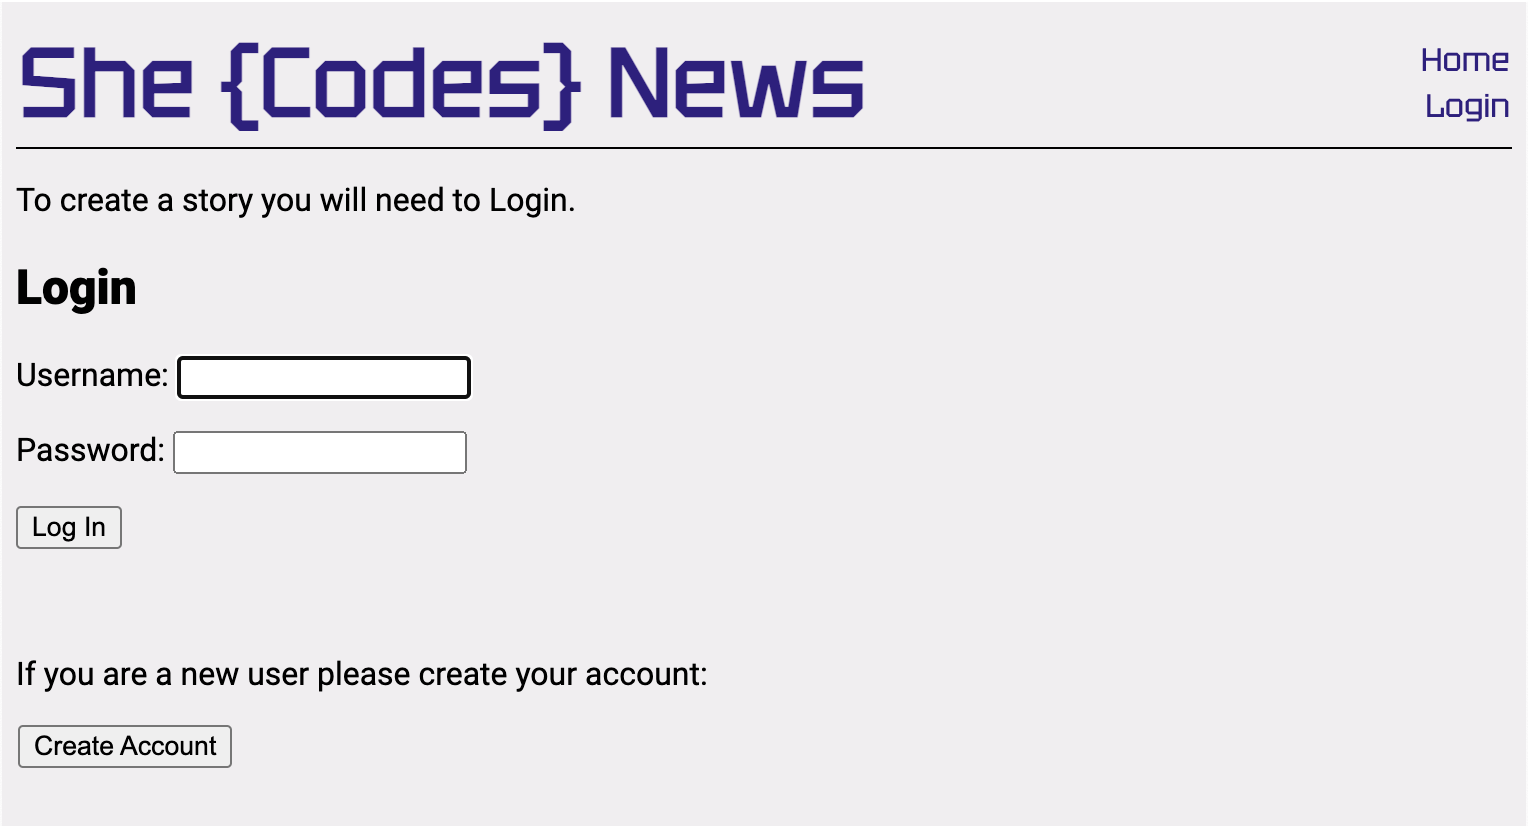 She {Codes} News
Home
Login
To create a story you will need to Login.
Login
Username:
Password:
Log In
If you are a new user please create your account:
Create Account